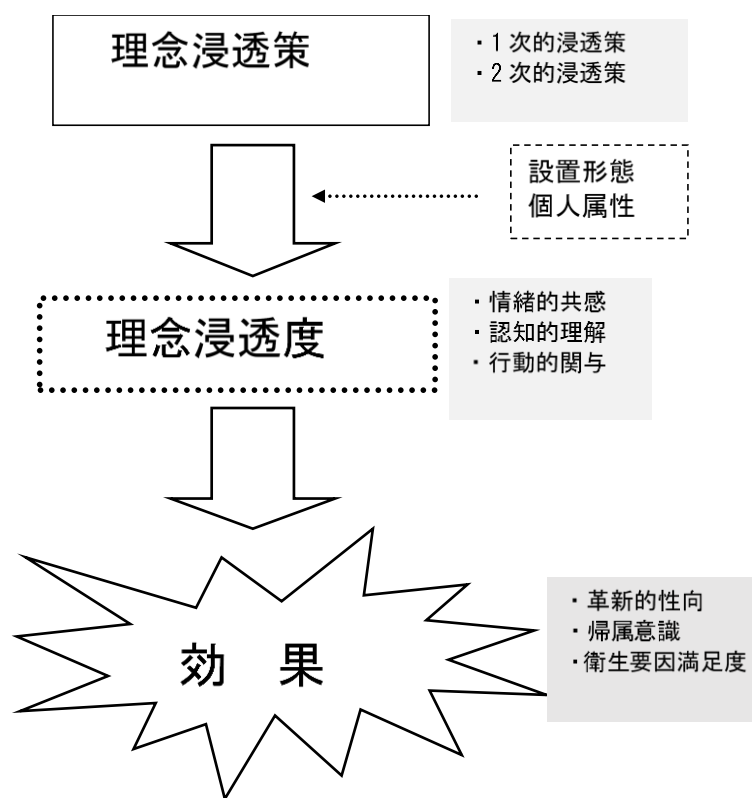 理念浸透策
・1次的浸透策
・2次的浸透策
設置形態
個人属性
理念浸透度
・情緒的共感
・認知的理解
・行動的関与
効 果
・革新的性向
・帰属意識
・衛生要因満足度